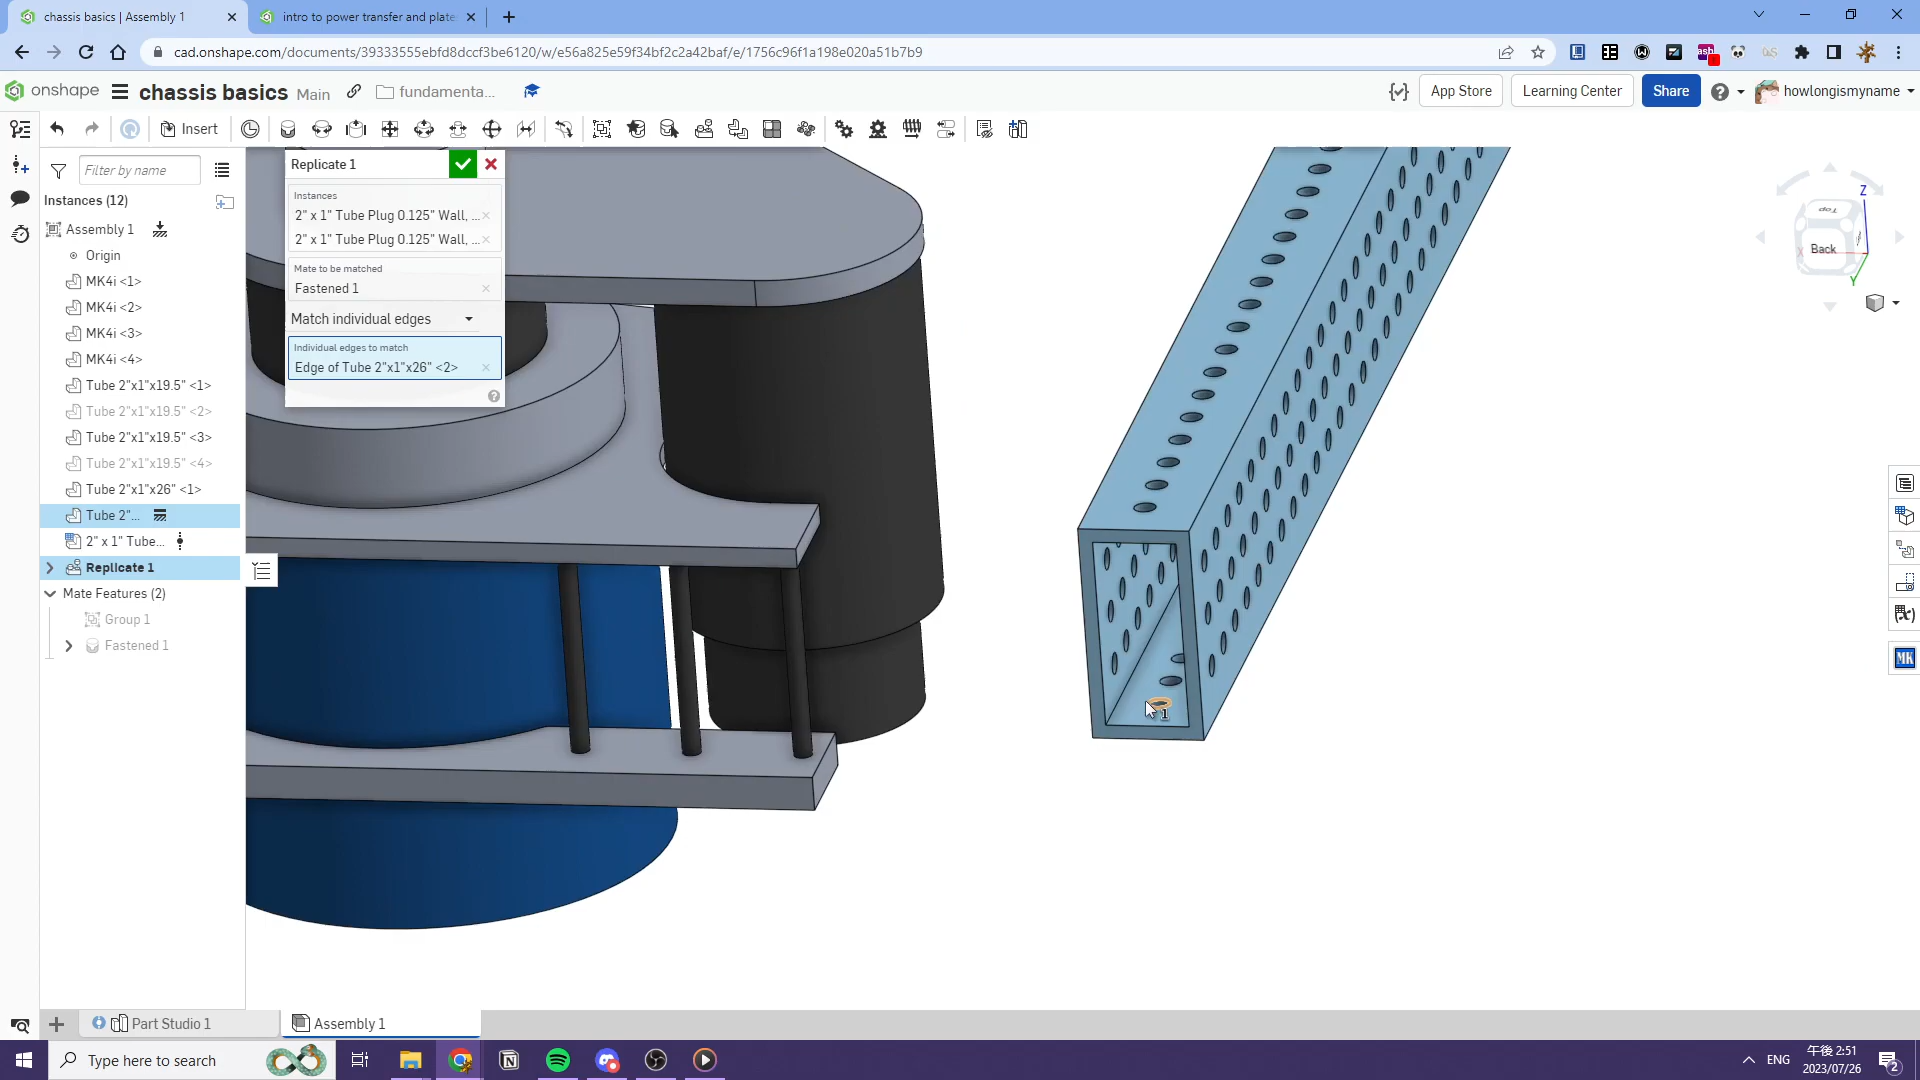 chassis basics | Assembly 1
intro to power transfer and plate
cad.onshape.com/documents/39333555ebfd8dccf3be6120/w/e56a825e59f34bf2c2a42baf/e/1756c96f1a198e020a51b7b9
onshape
chassis basics
Main
fundamenta...
App Store
Learning Center
Share
howlongismyname
Insert
Filter by name
Instances (12)
Assembly 1
Origin
MK4i <1>
MK4i <2>
MK4i <3>
MK4i <4>
Tube 2"x1"x19.5" <1>
Tube 2"x1"x19.5" <2>
Tube 2"x1"x19.5" <3>
Tube 2"x1"x19.5" <4>
Tube 2"x1"x26" <1>
Tube 2"...
2" x 1" Tube...
Replicate 1
Mate Features (2)
Group 1
Fastened 1
Replicate 1
Instances
2" x 1" Tube Plug 0.125" Wall, ...
2" x 1" Tube Plug 0.125" Wall, ...
Mate to be matched
Fastened 1
Match individual edges
Individual edges to match
Edge of Tube 2"x1"x26" <2>
1
Z
Top
Back
X
Y
MK
Part Studio 1
Assembly 1
Type here to search
ENG
午後 2:51
2023/07/26
2